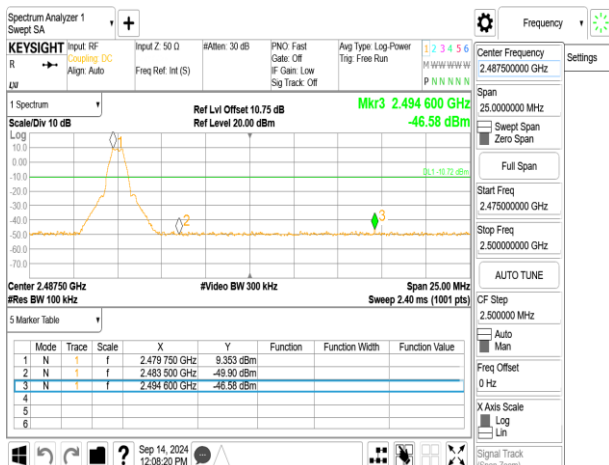 Spectrum Analyzer 1
Swept SA
+
Frequency
KEYSIGHT
R
LXI
Input: RF
Coupling: DC
Align: Auto
Input Z: 50 Ω
Freq Ref: Int (S)
#Atten: 30 dB
PNO: Fast
Gate: Off
IF Gain: Low
Sig Track: Off
Avg Type: Log-Power
Trig: Free Run
1 2 3 4 5 6
M W W W W W
P N N N N N
Center Frequency
2.487500000 GHz
Settings
Span
25.0000000 MHz
Swept Span
Zero Span
Full Span
Start Freq
2.475000000 GHz
Stop Freq
2.500000000 GHz
AUTO TUNE
CF Step
2.500000 MHz
Auto
Man
Freq Offset
0 Hz
X Axis Scale
Log
Lin
Signal Track
(Span Zoom)
1 Spectrum
Scale/Div 10 dB
Ref Lvl Offset 10.75 dB
Ref Level 20.00 dBm
Mkr3 2.494 600 GHz
-46.58 dBm
Log
10.0
0.00
-10.0
-20.0
-30.0
-40.0
-50.0
-60.0
-70.0
1
2
3
DL1 -10.72 dBm
Center 2.48750 GHz
#Res BW 100 kHz
#Video BW 300 kHz
Span 25.00 MHz
Sweep 2.40 ms (1001 pts)
5 Marker Table
Mode Trace Scale X Y Function Function Width Function Value
1 N 1 f 2.479 750 GHz 9.353 dBm
2 N 1 f 2.483 500 GHz -49.90 dBm
3 N 1 f 2.494 600 GHz -46.58 dBm
4
5
6
?
Sep 14, 2024
12:08:20 PM